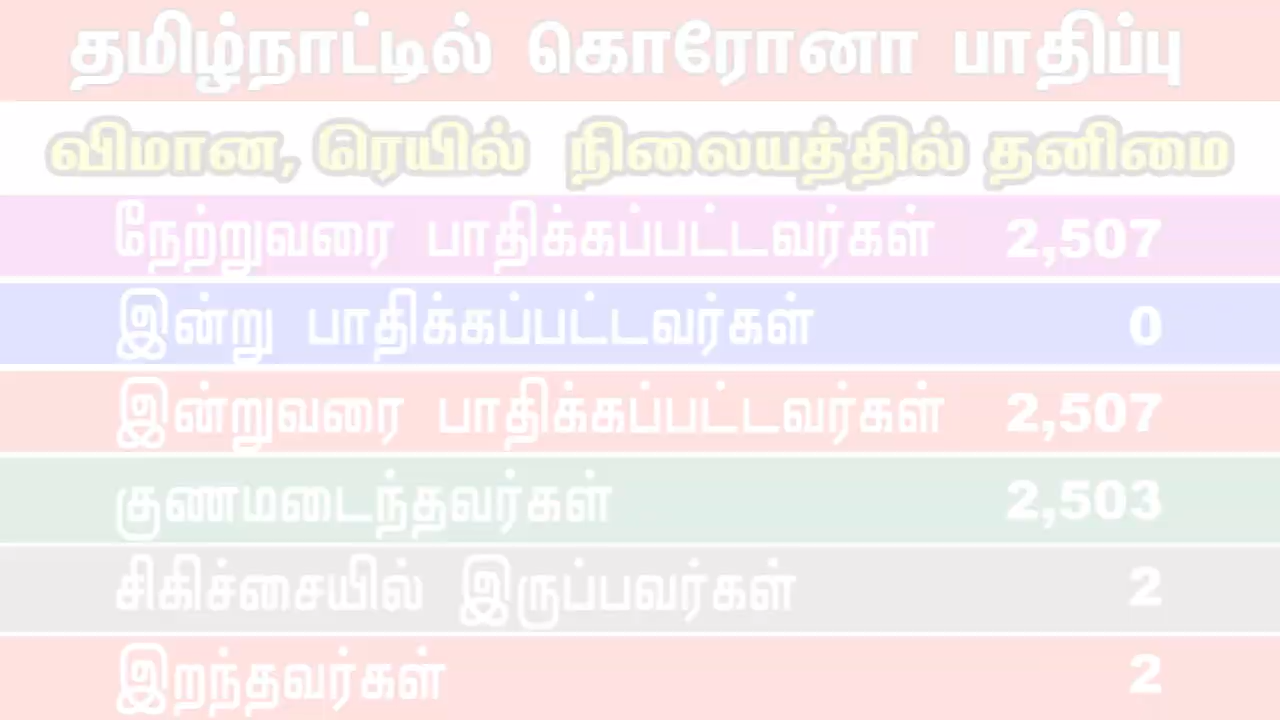 தமிழ்நாட்டில் கொரோனா பாதிப்பு
விமான, ரெயில் நிலையத்தில் தனிமை
நேற்றுவரை பாதிக்கப்பட்டவர்கள் 2,507
இன்று பாதிக்கப்பட்டவர்கள் 0
இன்றுவரை பாதிக்கப்பட்டவர்கள் 2,507
குணமடைந்தவர்கள் 2,503
சிகிச்சையில் இருப்பவர்கள் 2
இறந்தவர்கள் 2